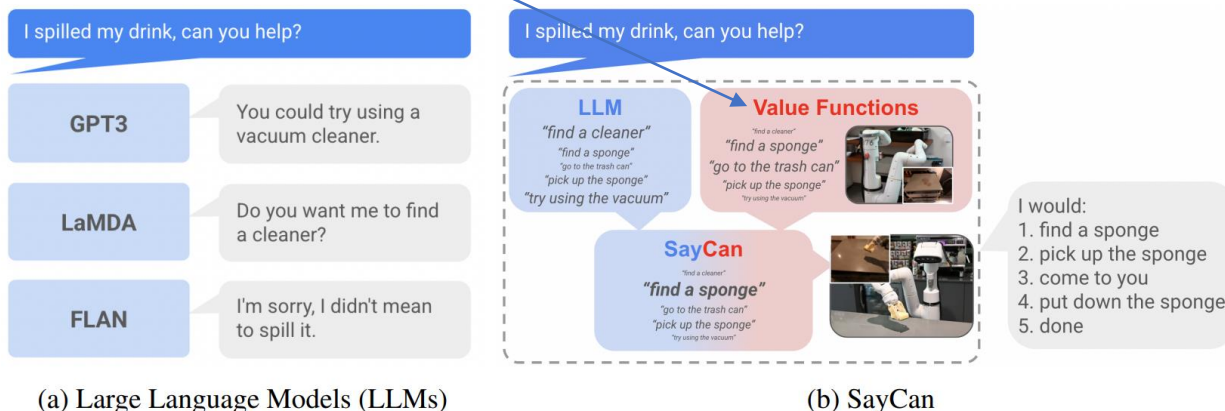 I spilled my drink, can you help?
GPT3
You could try using a
vacuum cleaner.
LaMDA
Do you want me to find
a cleaner?
FLAN
I'm sorry, I didn't mean
to spill it.
(a) Large Language Models (LLMs)
I spilled my drink, can you help?
LLM
“find a cleaner”
“find a sponge”
“go to the trash can”
“pick up the sponge”
“try using the vacuum”
Value Functions
“find a cleaner”
“find a sponge”
“go to the trash can”
“pick up the sponge”
“try using the vacuum”
SayCan
“find a cleaner”
“find a sponge”
“go to the trash can”
“pick up the sponge”
“try using the vacuum”
I would:
1. find a sponge
2. pick up the sponge
3. come to you
4. put down the sponge
5. done
(b) SayCan